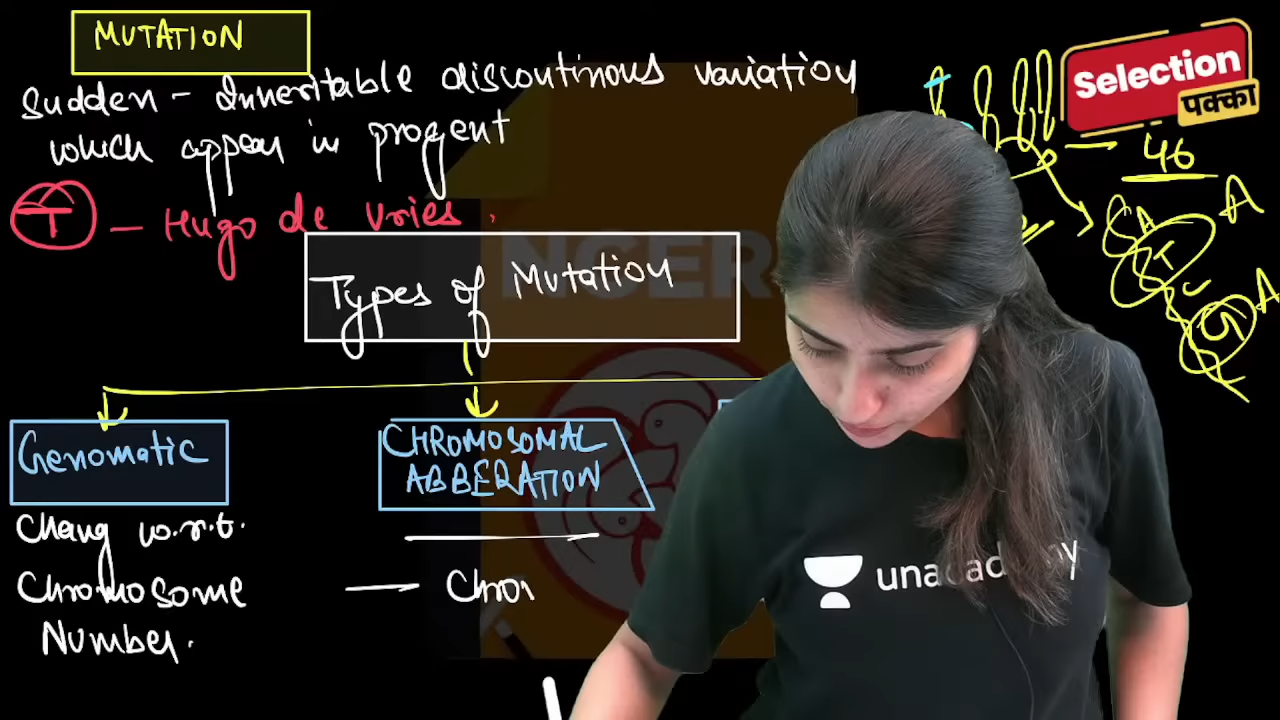 MUTATION
Sudden - Inheritable discontinous variation
which appear in progent
T - Hugo de Vries.
Types of Mutation
Genomatic
Chang w.r.t.
Chromosome
Number.
CHROMOSOMAL
ABBERATION
Chro
Selection
पक्का
46
A
A
T
C
G
A
NCER
unacademy